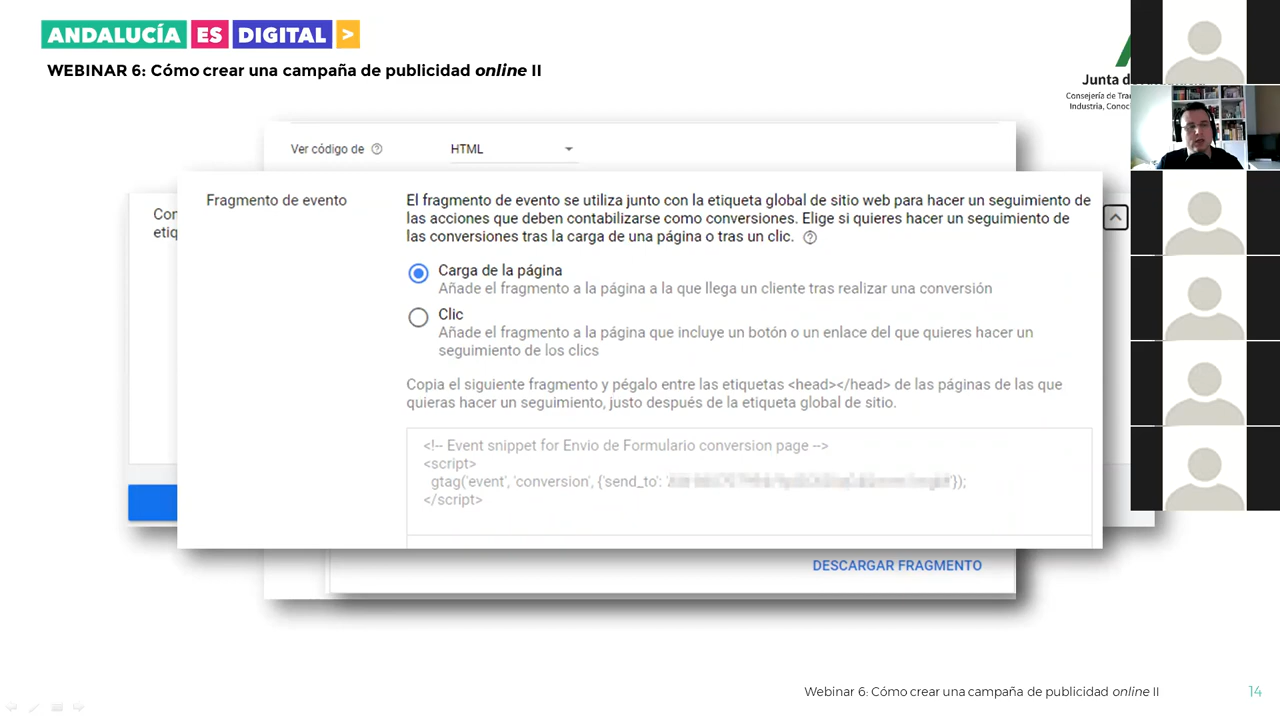 ANDALUCÍA ES DIGITAL >
WEBINAR 6: Cómo crear una campaña de publicidad online II
Junta d
Consejería de
Industria, Conoc
Ver código de
HTML
Fragmento de evento
El fragmento de evento se utiliza junto con la etiqueta global de sitio web para hacer un seguimiento de
las acciones que deben contabilizarse como conversiones. Elige si quieres hacer un seguimiento de
las conversiones tras la carga de una página o tras un clic.
Con
etiq
Carga de la página
Añade el fragmento a la página a la que llega un cliente tras realizar una conversión
Clic
Añade el fragmento a la página que incluye un botón o un enlace del que quieres hacer un
seguimiento de los clics
Copia el siguiente fragmento y pégalo entre las etiquetas <head></head> de las páginas de las que
quieras hacer un seguimiento, justo después de la etiqueta global de sitio.
<!-- Event snippet for Envio de Formulario conversion page -->
<script>
gtag('event', 'conversion', {'send_to': ' '});
</script>
DESCARGAR FRAGMENTO
Webinar 6: Cómo crear una campaña de publicidad online II
14